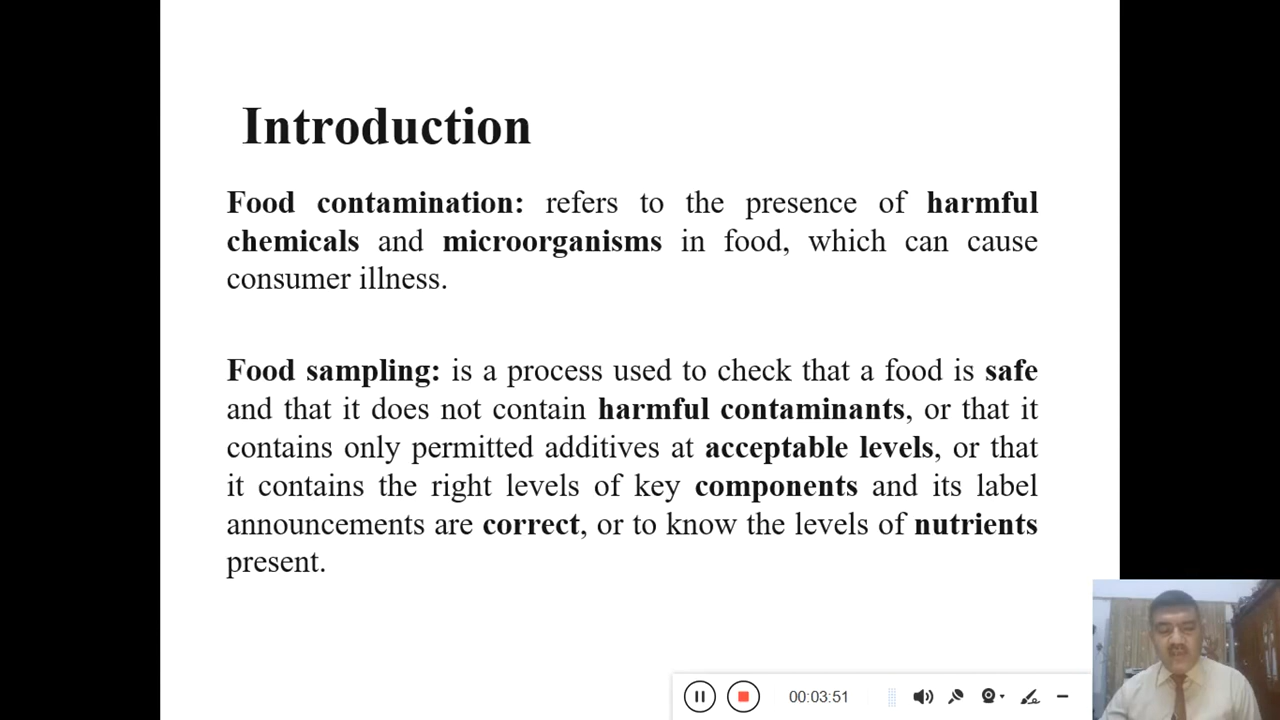 Introduction
Food contamination: refers to the presence of harmful
chemicals and microorganisms in food, which can cause
consumer illness.
Food sampling: is a process used to check that a food is safe
and that it does not contain harmful contaminants, or that it
contains only permitted additives at acceptable levels, or that
it contains the right levels of key components and its label
announcements are correct, or to know the levels of nutrients
present.
00:03:51